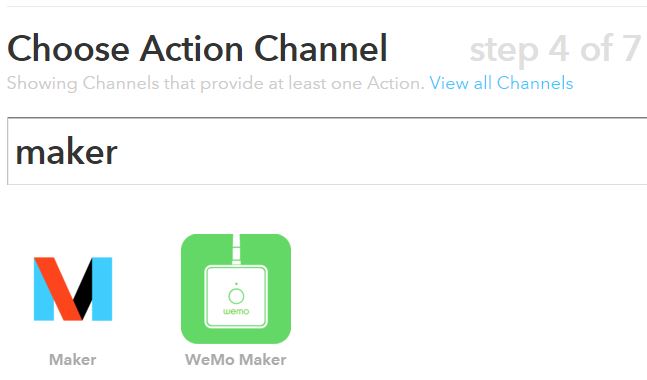 Choose Action Channel step 4 of 7
Showing Channels that provide at least one Action. View all Channels
maker
wemo
Maker WeMo Maker